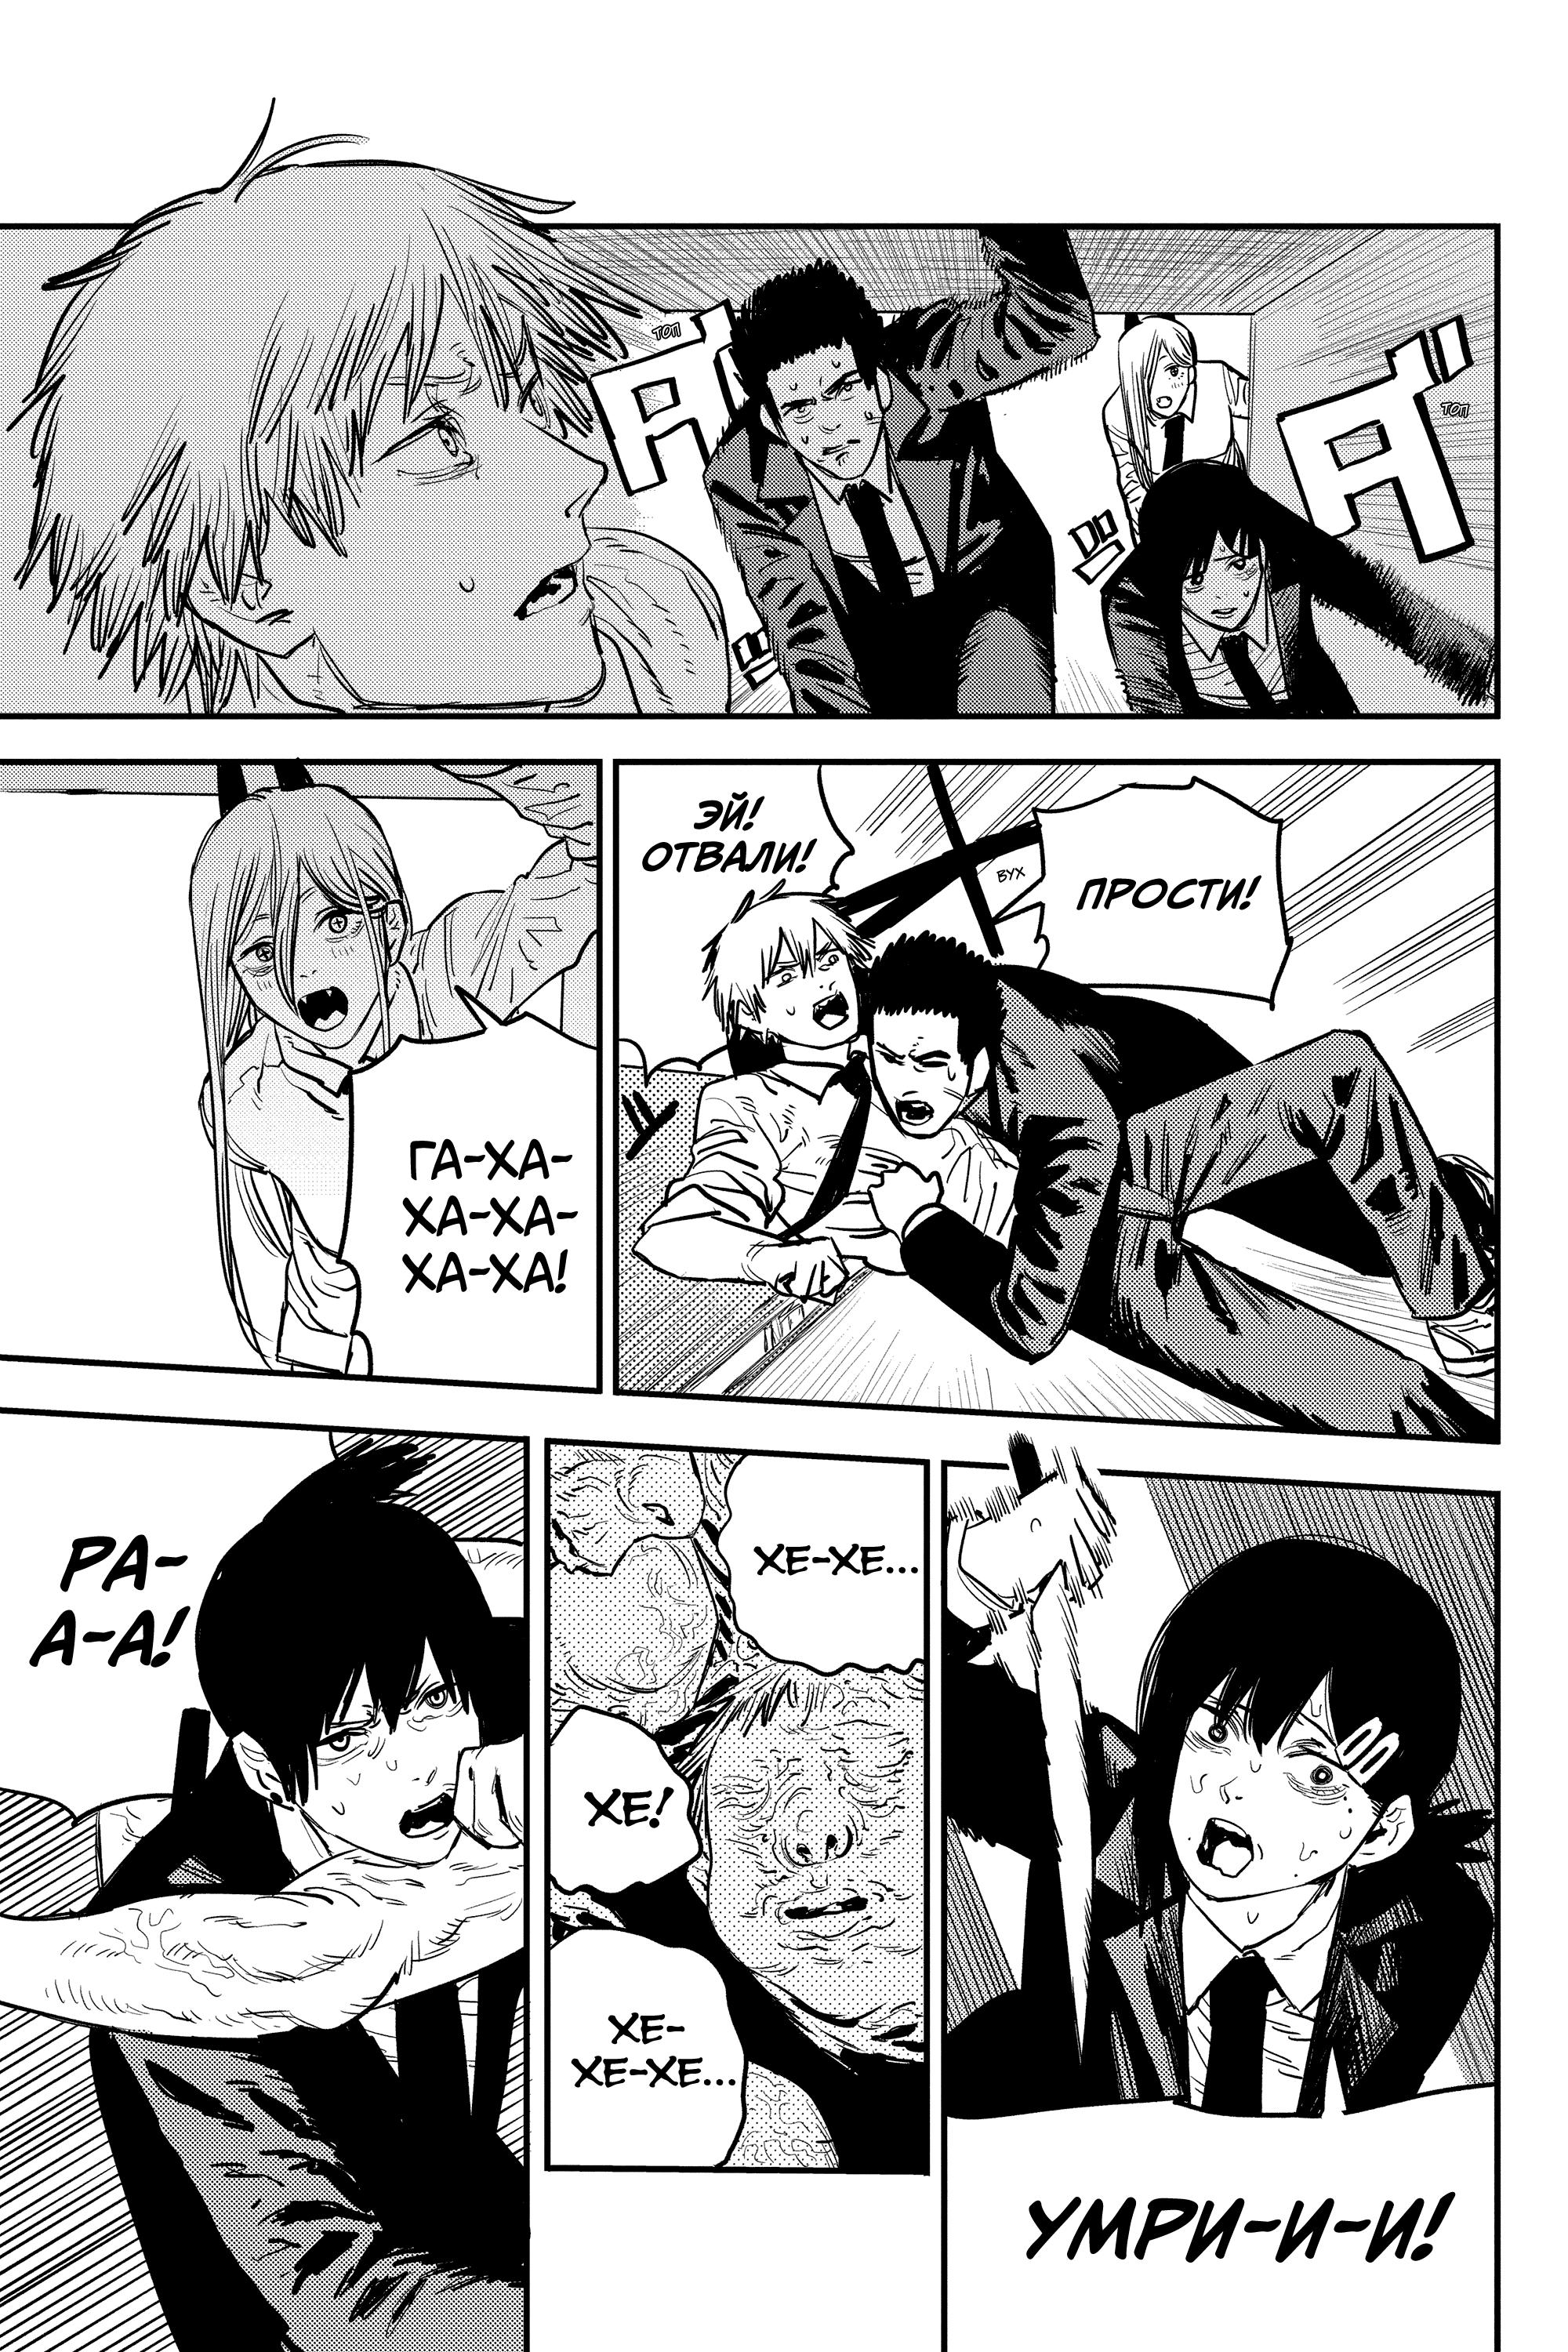 ТОП
ТОП
ПРОСТИ!
ВУХ
ЭЙ!
ОТВАЛИ!
ГА-ХА-
ХА-ХА-
ХА-ХА!
УМРИ-И-И!
ХЕ-ХЕ...
ХЕ!
ХЕ-
ХЕ-ХЕ...
РА-
А-А!